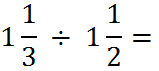 1 1/3 ÷ 1 1/2 =